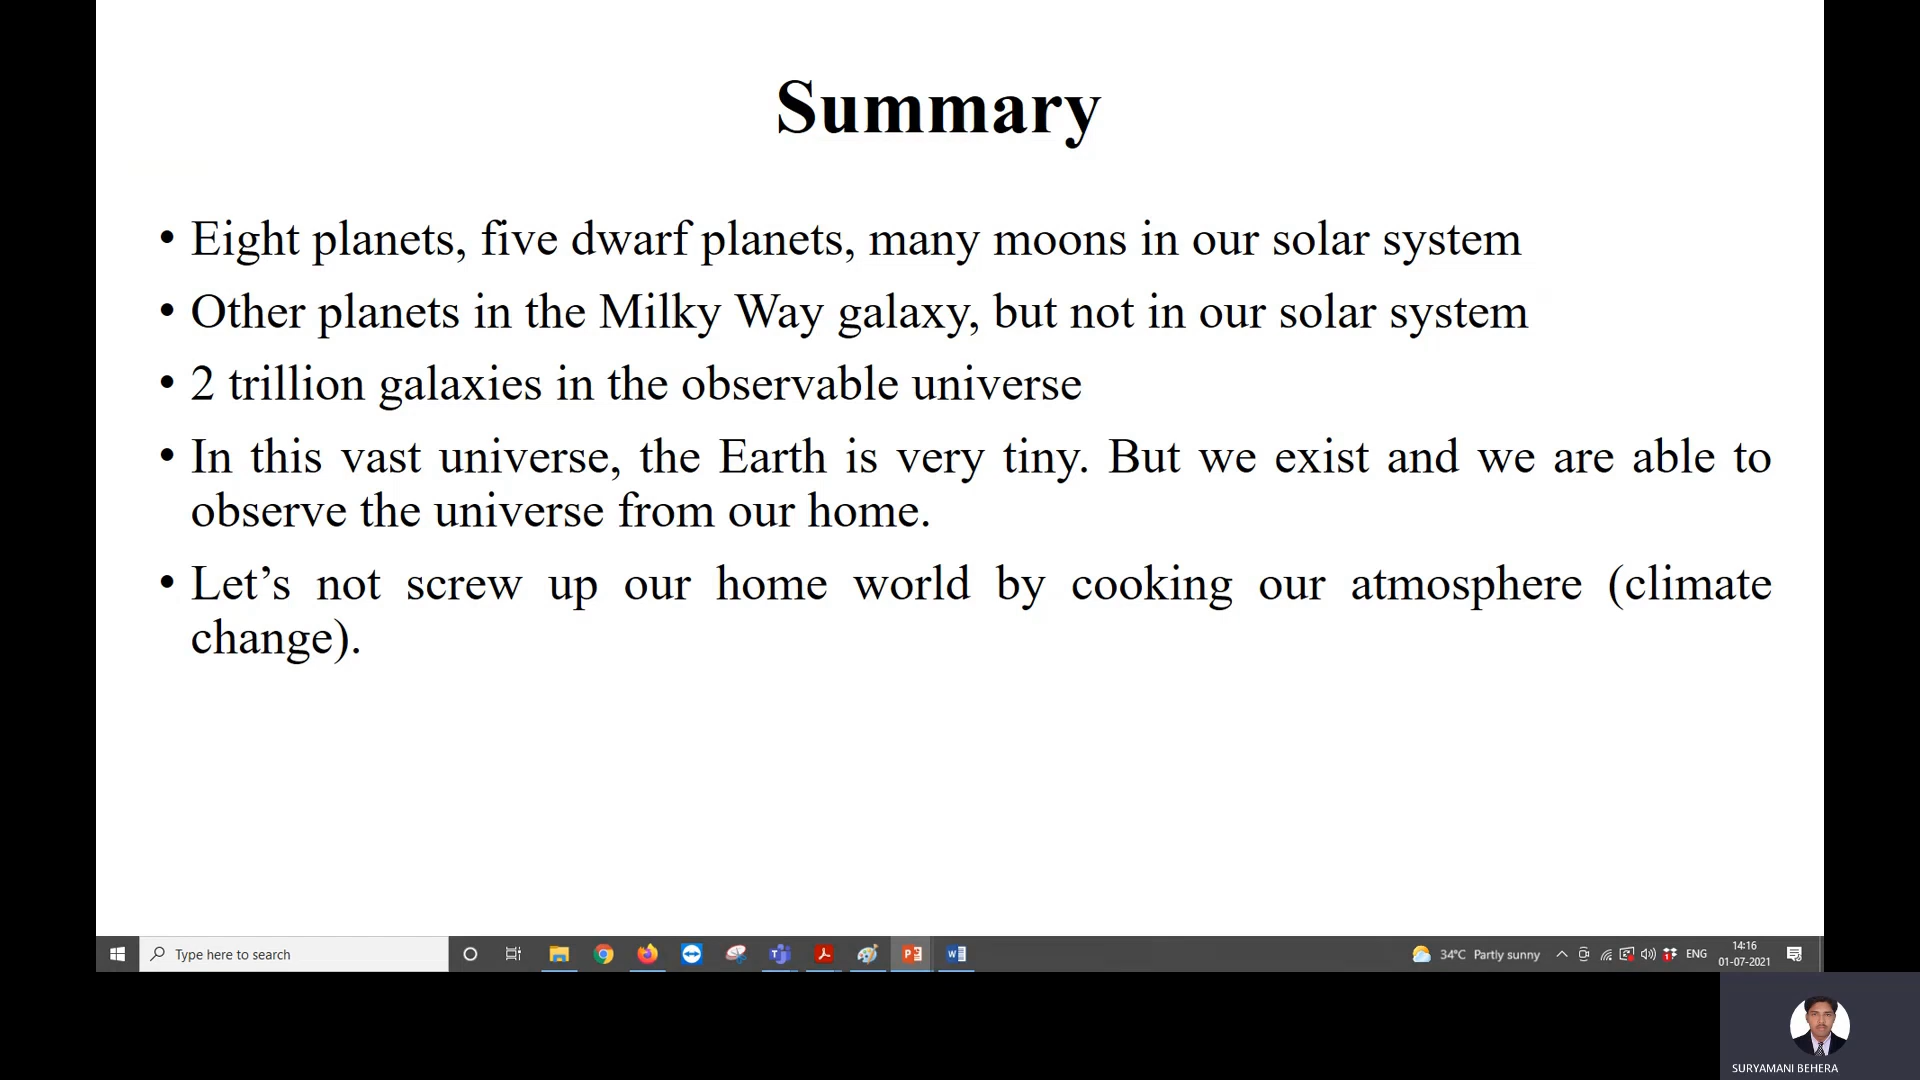 Summary
• Eight planets, five dwarf planets, many moons in our solar system
• Other planets in the Milky Way galaxy, but not in our solar system
• 2 trillion galaxies in the observable universe
• In this vast universe, the Earth is very tiny. But we exist and we are able to
observe the universe from our home.
• Let’s not screw up our home world by cooking our atmosphere (climate
change).
Type here to search
34°C Partly sunny
ENG
14:16
01-07-2021
SURYAMANI BEHERA